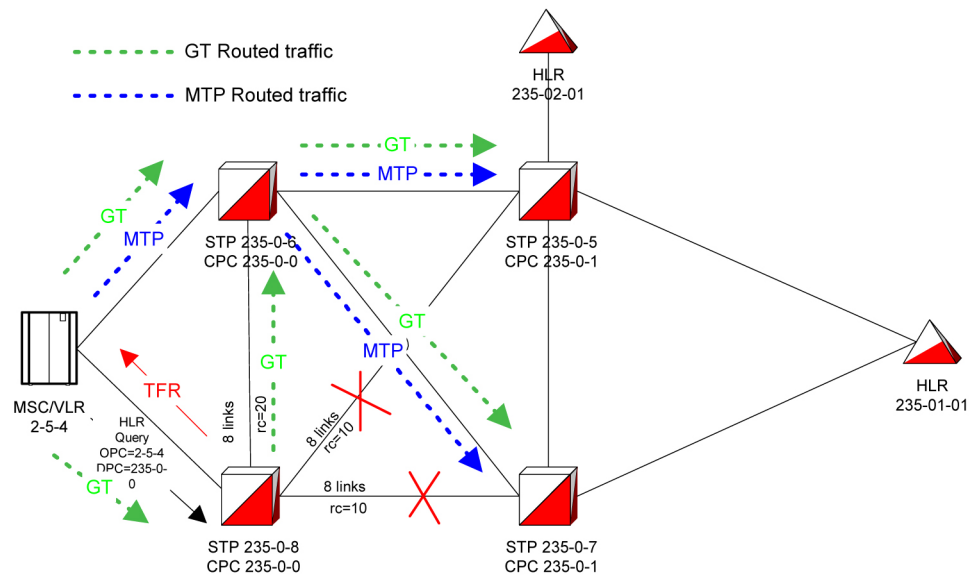 GT Routed traffic
MTP Routed traffic
HLR
235-02-01
GT
MTP
GT
MTP
STP 235-0-6
CPC 235-0-0
STP 235-0-5
CPC 235-0-1
GT
MTP
GT
TFR
8 links
rc=20
8 links
rc=10
MSC/VLR
2-5-4
HLR
Query
OPC=2-5-4
DPC=235-0-
0
GT
HLR
235-01-01
8 links
rc=10
STP 235-0-8
CPC 235-0-0
STP 235-0-7
CPC 235-0-1